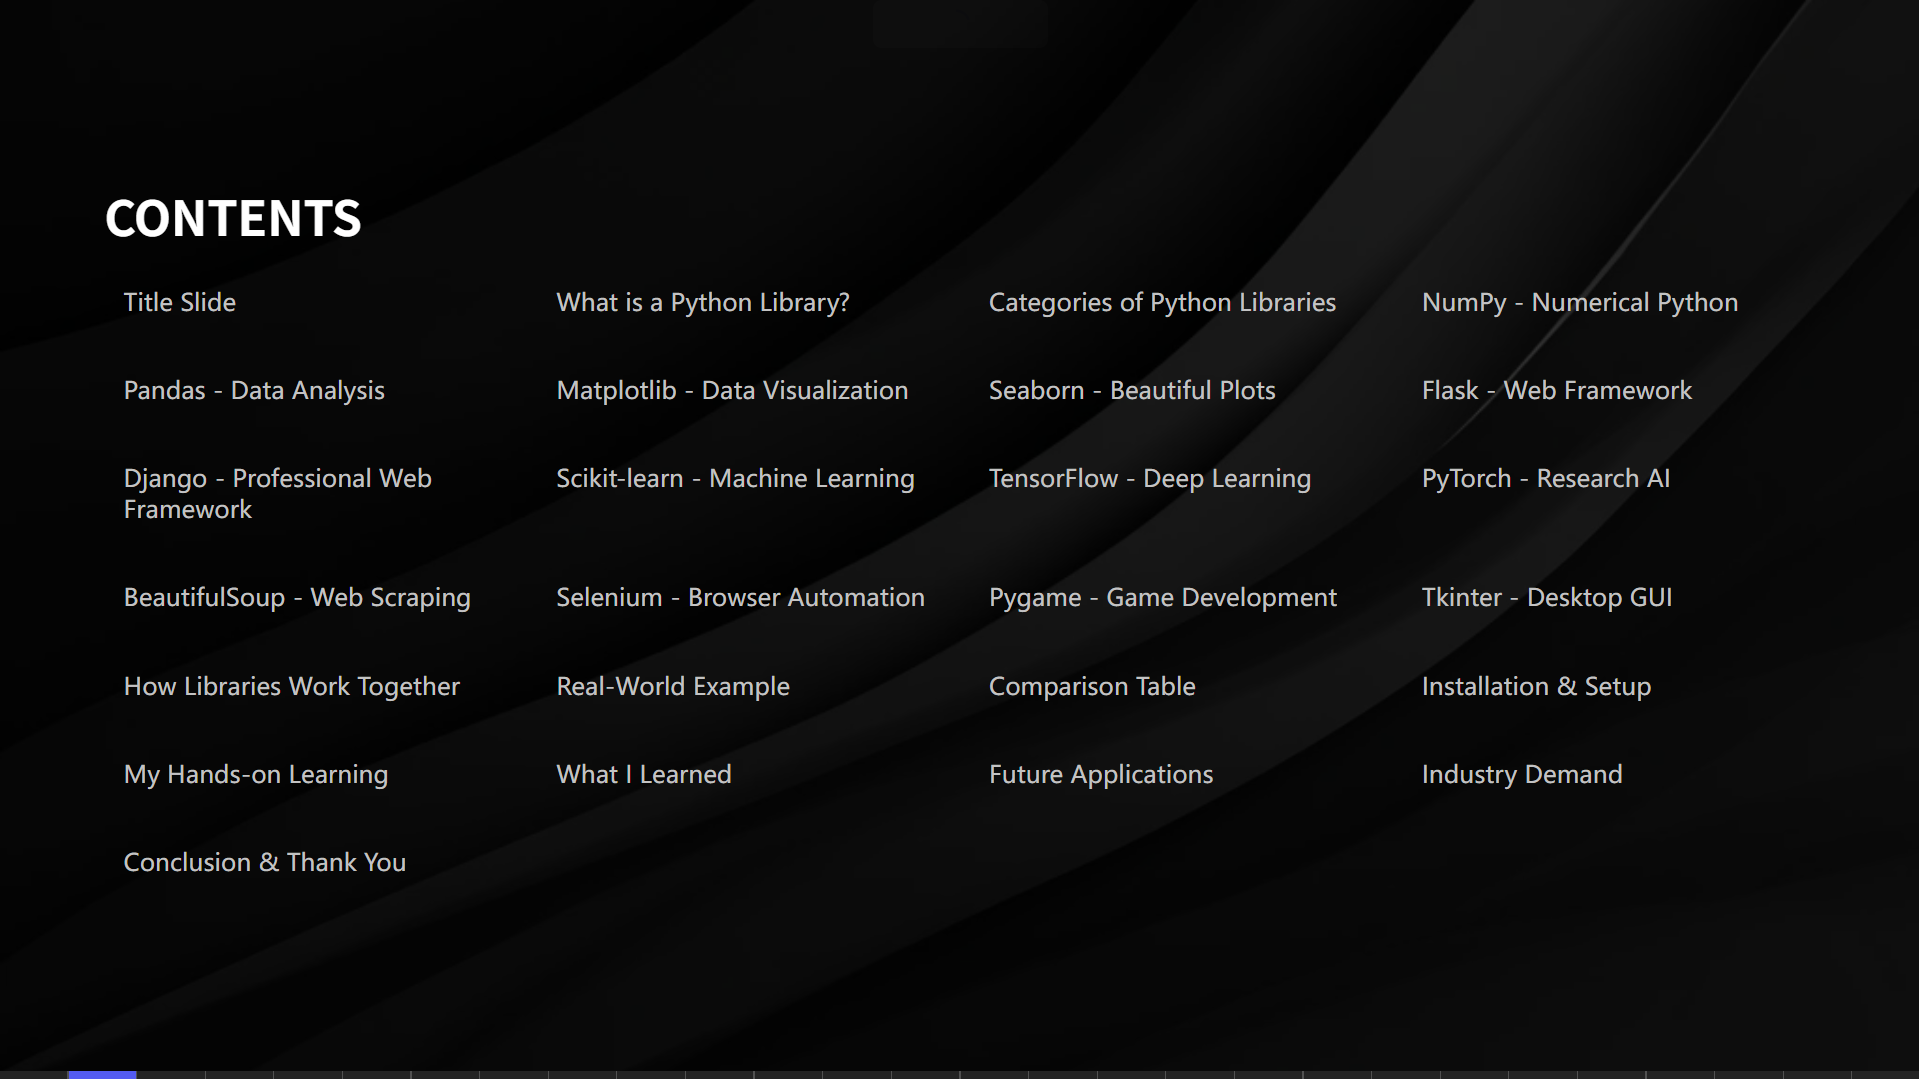 CONTENTS
Title Slide
What is a Python Library?
Categories of Python Libraries
NumPy - Numerical Python
Pandas - Data Analysis
Matplotlib - Data Visualization
Seaborn - Beautiful Plots
Flask - Web Framework
Django - Professional Web
Framework
Scikit-learn - Machine Learning
TensorFlow - Deep Learning
PyTorch - Research AI
BeautifulSoup - Web Scraping
Selenium - Browser Automation
Pygame - Game Development
Tkinter - Desktop GUI
How Libraries Work Together
Real-World Example
Comparison Table
Installation & Setup
My Hands-on Learning
What I Learned
Future Applications
Industry Demand
Conclusion & Thank You